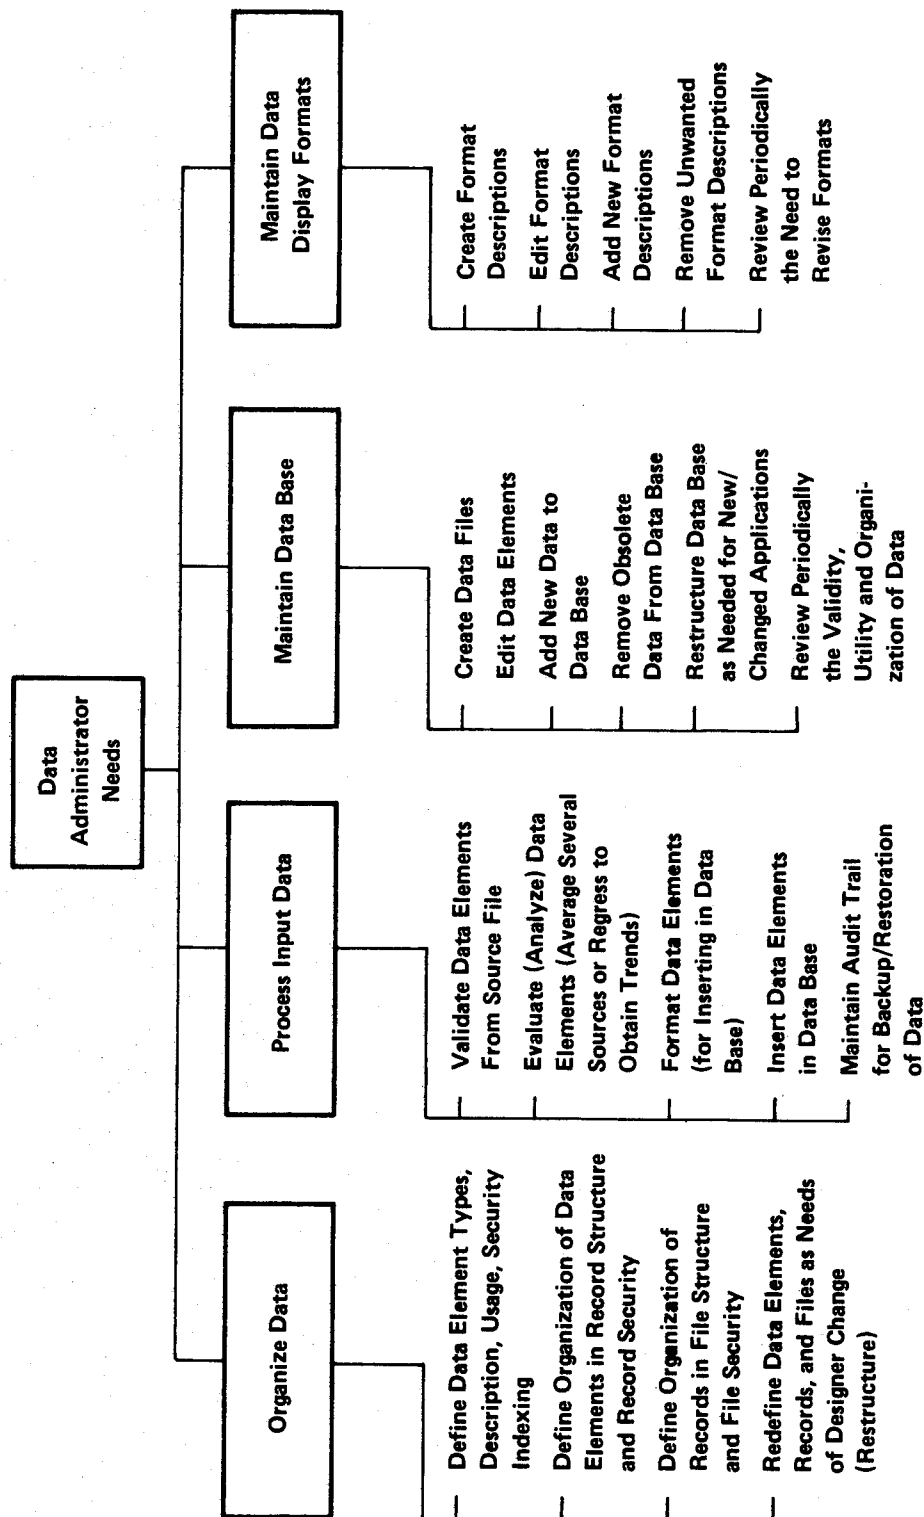 Data
Administrator
Needs
Organize Data
Define Data Element Types,
Description, Usage, Security
Indexing
Define Organization of Data
Elements in Record Structure
and Record Security
Define Organization of
Records in File Structure
and File Security
Redefine Data Elements,
Records, and Files as Needs
of Designer Change
(Restructure)
Process Input Data
Validate Data Elements
From Source File
Evaluate (Analyze) Data
Elements (Average Several
Sources or Regress to
Obtain Trends)
Format Data Elements
(for Inserting in Data
Base)
Insert Data Elements
in Data Base
Maintain Audit Trail
for Backup/Restoration
of Data
Maintain Data Base
Create Data Files
Edit Data Elements
Add New Data to
Data Base
Remove Obsolete
Data From Data Base
Restructure Data Base
as Needed for New/
Changed Applications
Review Periodically
the Validity,
Utility and Organi-
zation of Data
Maintain Data
Display Formats
Create Format
Descriptions
Edit Format
Descriptions
Add New Format
Descriptions
Remove Unwanted
Format Descriptions
Review Periodically
the Need to
Revise Formats